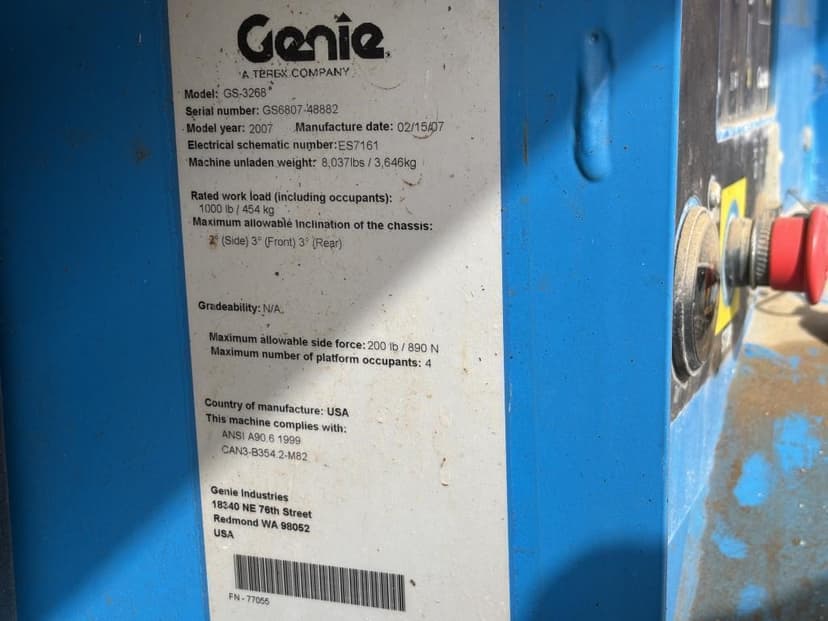 Genie
A TEREX COMPANY
Model: GS-3268
Serial number: GS6807-48882
Model year: 2007 Manufacture date: 02/15/07
Electrical schematic number: ES7161
Machine unladen weight: 8,037lbs / 3,646kg
Rated work load (including occupants):
1000 lb / 454 kg
Maximum allowable inclination of the chassis:
2° (Side) 3° (Front) 3° (Rear)
Gradeability: N/A
Maximum allowable side force: 200 lb / 890 N
Maximum number of platform occupants: 4
Country of manufacture: USA
This machine complies with:
ANSI A90.6 1999
CAN3-B354.2-M82
Genie Industries
18340 NE 76th Street
Redmond WA 98052
USA
PN - 77055